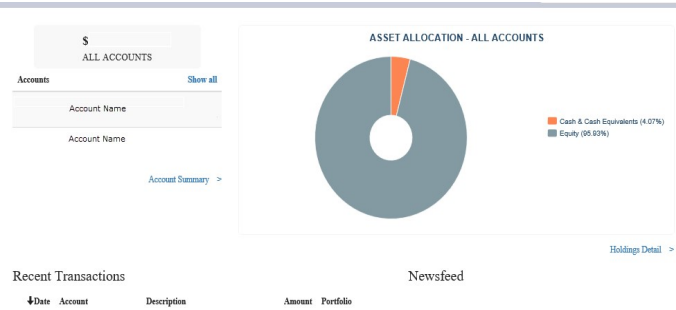 $
ALL ACCOUNTS
Accounts Show all
Account Name
Account Name
Account Summary >
ASSET ALLOCATION - ALL ACCOUNTS
Cash & Cash Equivalents (4.07%)
Equity (95.93%)
Holdings Detail >
Recent Transactions
🡇Date Account Description Amount Portfolio
Newsfeed